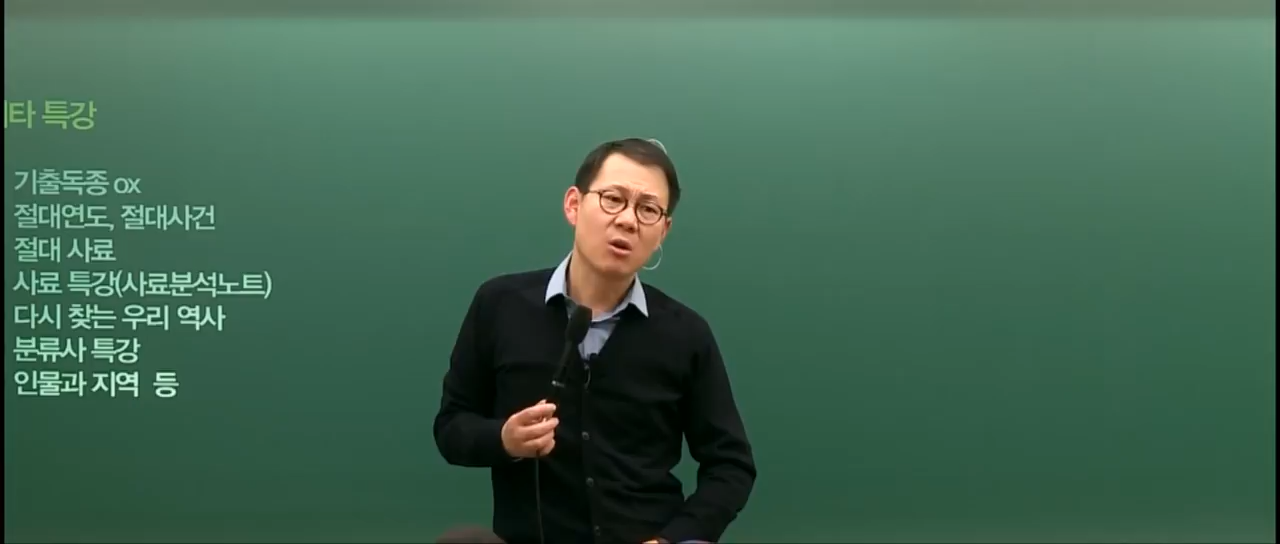 타 특강
기출독종 ox
절대연도, 절대사건
절대 사료
사료 특강(사료분석노트)
다시 찾는 우리 역사
분류사 특강
인물과 지역 등